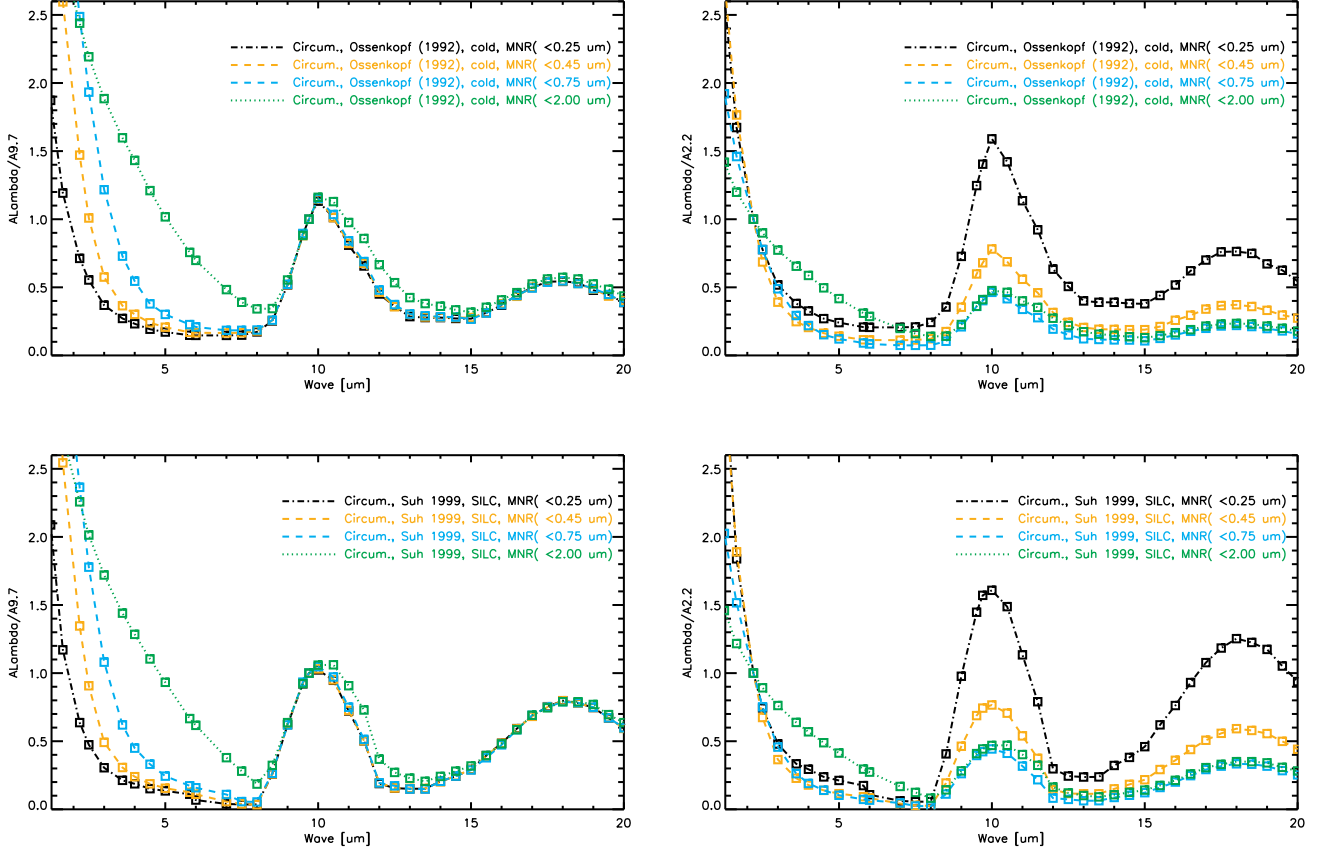 2.5
2.0
1.5
1.0
0.5
0.0
ALambda/A9.7
Circum., Ossenkopf (1992), cold, MNR( <0.25 um)
Circum., Ossenkopf (1992), cold, MNR( <0.45 um)
Circum., Ossenkopf (1992), cold, MNR( <0.75 um)
Circum., Ossenkopf (1992), cold, MNR( <2.00 um)
5 10 15 20
Wave [um]
2.5
2.0
1.5
1.0
0.5
0.0
ALambda/A2.2
Circum., Ossenkopf (1992), cold, MNR( <0.25 um)
Circum., Ossenkopf (1992), cold, MNR( <0.45 um)
Circum., Ossenkopf (1992), cold, MNR( <0.75 um)
Circum., Ossenkopf (1992), cold, MNR( <2.00 um)
5 10 15 20
Wave [um]
2.5
2.0
1.5
1.0
0.5
0.0
ALambda/A9.7
Circum., Suh 1999, SILC, MNR( <0.25 um)
Circum., Suh 1999, SILC, MNR( <0.45 um)
Circum., Suh 1999, SILC, MNR( <0.75 um)
Circum., Suh 1999, SILC, MNR( <2.00 um)
5 10 15 20
Wave [um]
2.5
2.0
1.5
1.0
0.5
0.0
ALambda/A2.2
Circum., Suh 1999, SILC, MNR( <0.25 um)
Circum., Suh 1999, SILC, MNR( <0.45 um)
Circum., Suh 1999, SILC, MNR( <0.75 um)
Circum., Suh 1999, SILC, MNR( <2.00 um)
5 10 15 20
Wave [um]